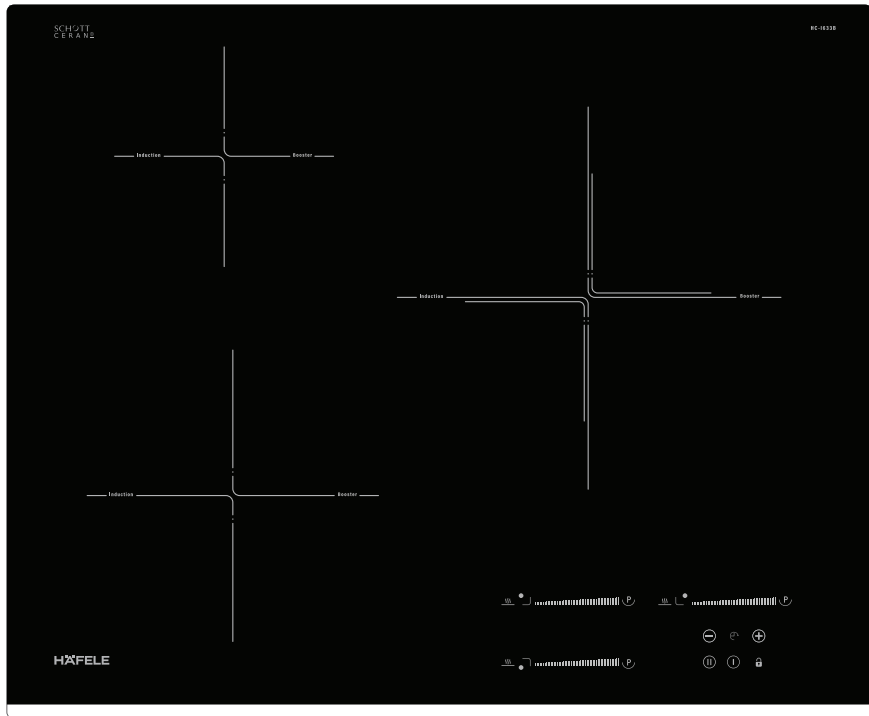 SCHOTT
CERAN
HC-I633B
Induction Booster
Induction Booster
Induction Booster
P
P
P
HÄFELE